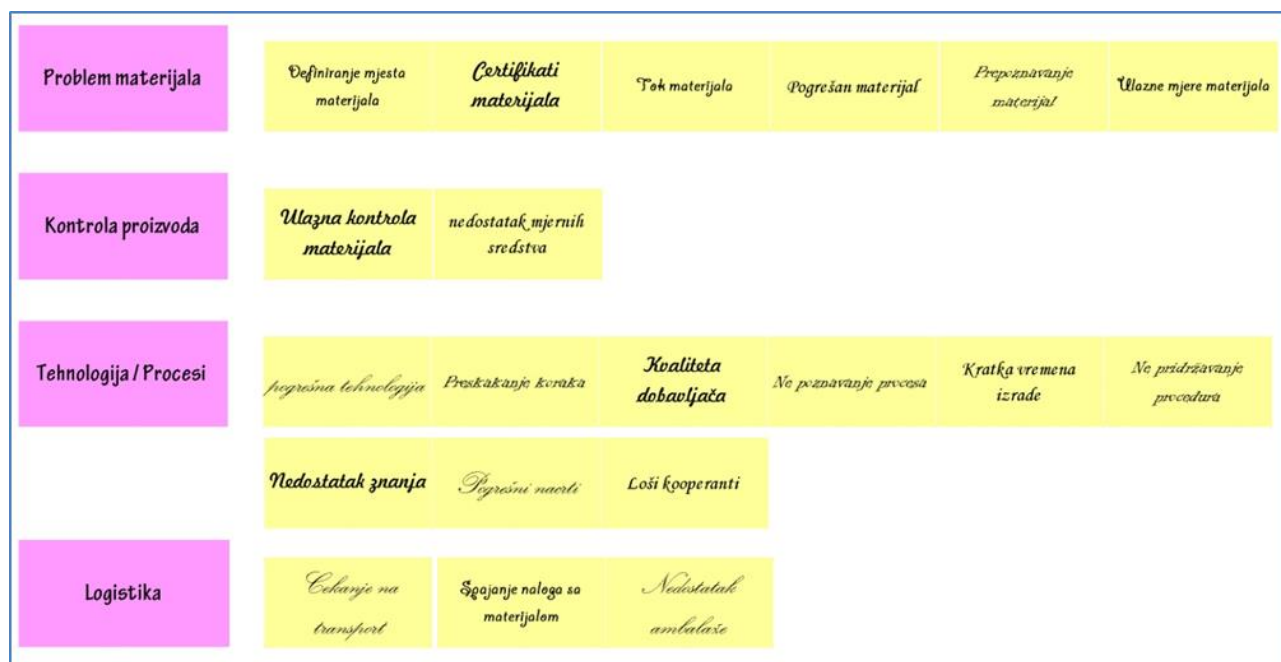 Problem materijala
Definiranje mjesta
materijala
Certifikati
materijala
Tok materijala
Pogrešan materijal
Prepoznavanje
materijal
Ulazne mjere materijala
Kontrola proizvoda
Ulazna kontrola
materijala
nedostatak mjernih
sredstva
Tehnologija / Procesi
pogrešna tehnologija
Preskakanje koraka
Kvaliteta
dobavljača
Ne poznavanje procesa
Kratka vremena
izrade
Ne pridržavanje
procedura
Nedostatak znanja
Pogrešni nacrti
Loši kooperanti
Logistika
Cekanje na
transport
Spajanje naloga sa
materijalom
Nedostatak
ambalaže